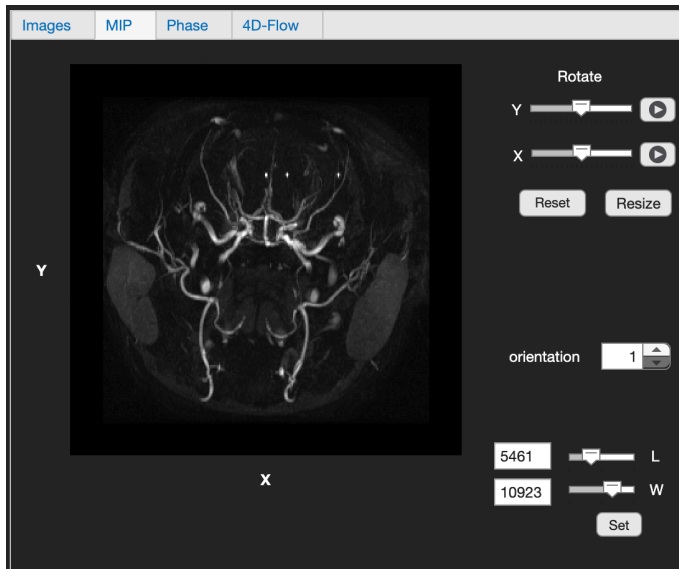 Images MIP Phase 4D-Flow
Rotate
Y
X
Reset Resize
Y
orientation 1
5461 L
X
10923 W
Set